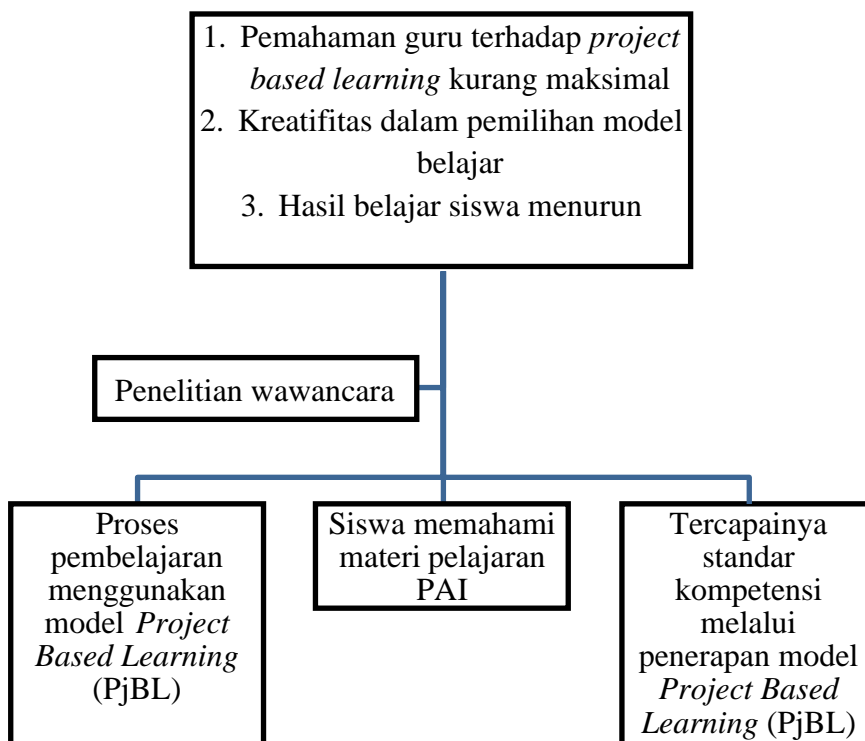 1. Pemahaman guru terhadap project
based learning kurang maksimal
2. Kreatifitas dalam pemilihan model
belajar
3. Hasil belajar siswa menurun
Penelitian wawancara
Proses
pembelajaran
menggunakan
model Project
Based Learning
(PjBL)
Siswa memahami
materi pelajaran
PAI
Tercapainya
standar
kompetensi
melalui
penerapan model
Project Based
Learning (PjBL)